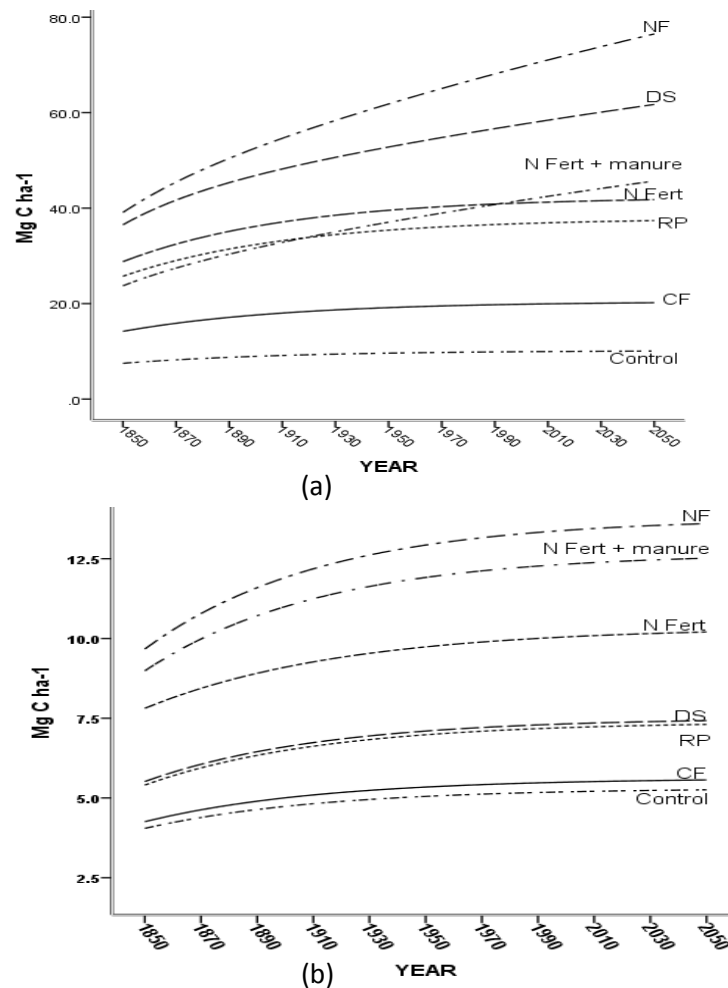 80.0
60.0
40.0
20.0
.0
Mg C ha-1
NF
DS
N Fert + manure
N Fert
RP
CF
Control
1850
1870
1890
1910
1930
1950
1970
1990
2010
2030
2050
YEAR
(a)
12.5
10.0
7.5
5.0
2.5
Mg C ha-1
NF
N Fert + manure
N Fert
DS
RP
CF
Control
1850
1870
1890
1910
1930
1950
1970
1990
2010
2030
2050
YEAR
(b)